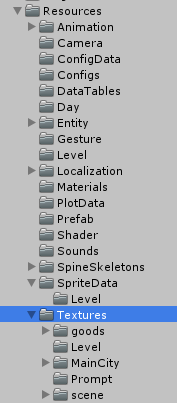 Resources
Animation
Camera
ConfigData
Configs
DataTables
Day
Entity
Gesture
Level
Localization
Materials
PlotData
Prefab
Shader
Sounds
SpineSkeletons
SpriteData
Level
Textures
goods
Level
MainCity
Prompt
scene